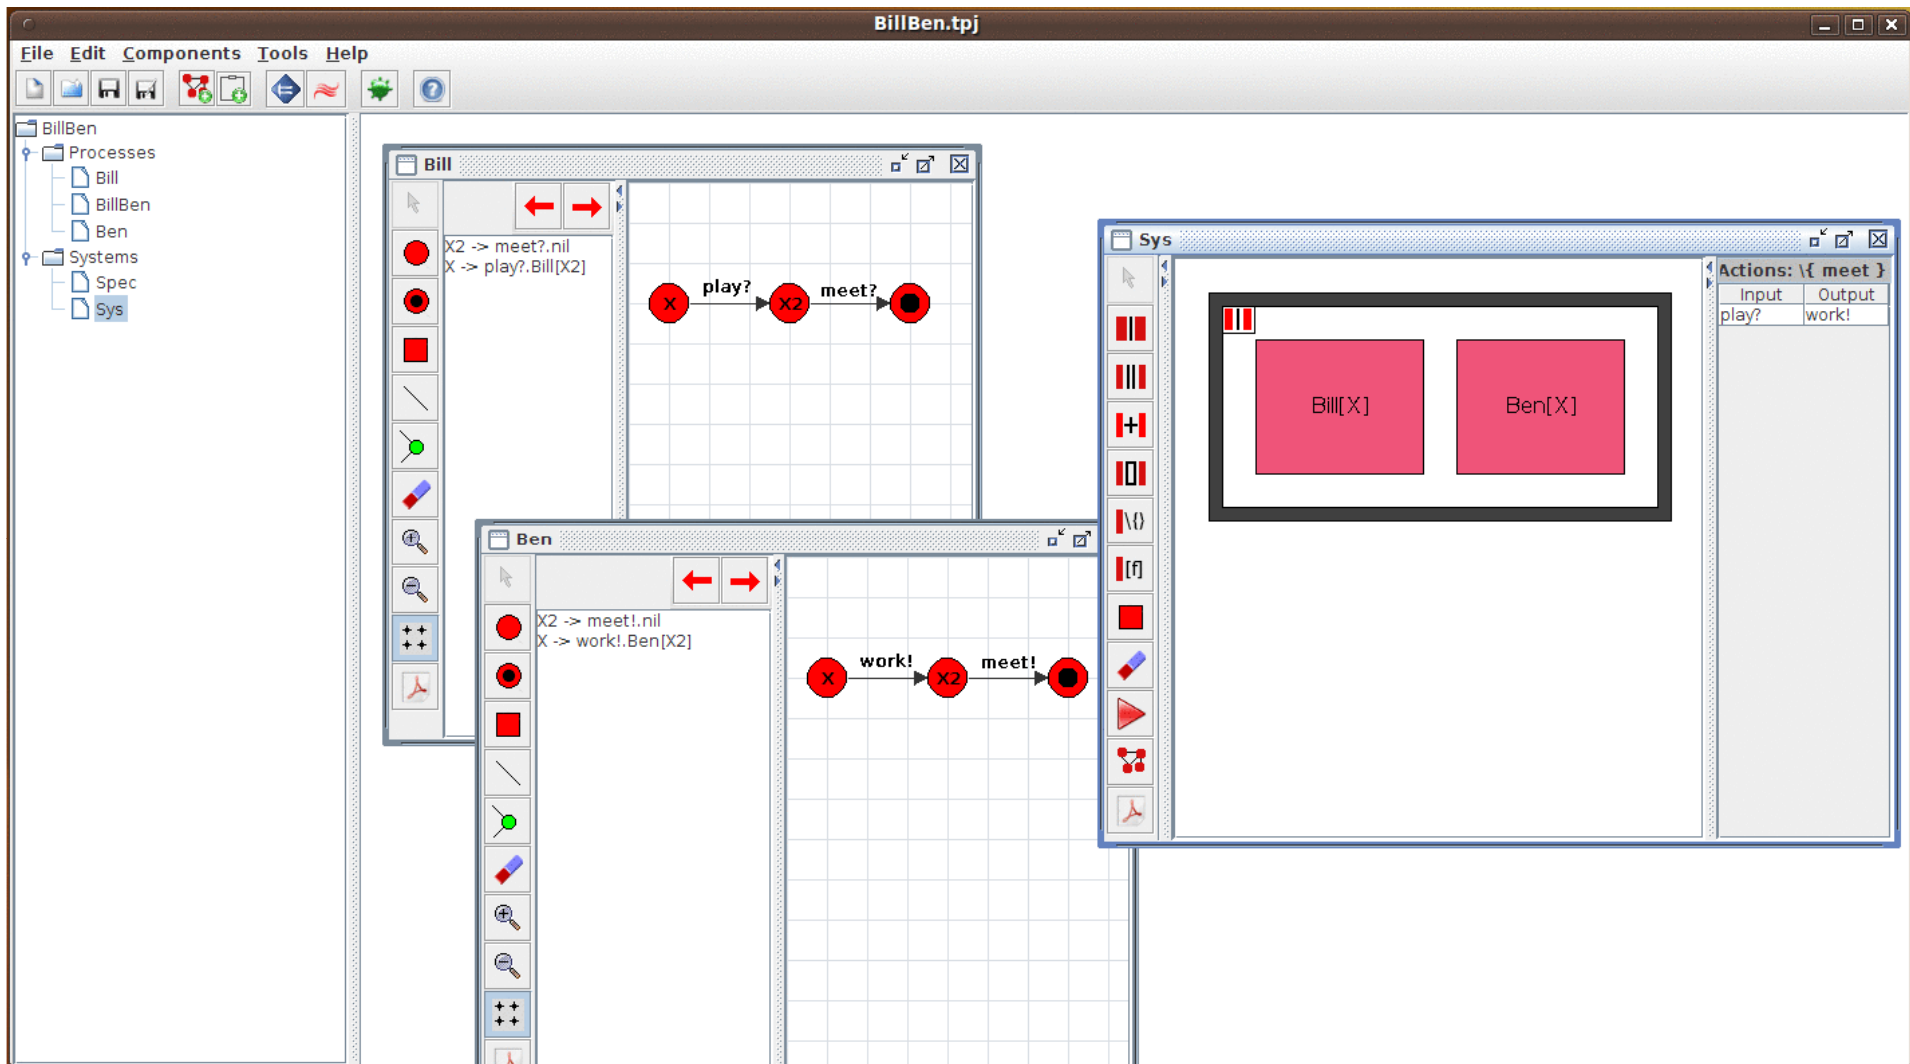 BillBen.tpj
File Edit Components Tools Help
BillBen
Processes
Bill
BillBen
Ben
Systems
Spec
Sys
Bill
X2 -> meet?.nil
X -> play?.Bill[X2]
X play? X2 meet?
Ben
X2 -> meet!.nil
X -> work!.Ben[X2]
X work! X2 meet!
Sys
\{}
[f]
Bill[X] Ben[X]
Actions: \{ meet }
Input Output
play? work!